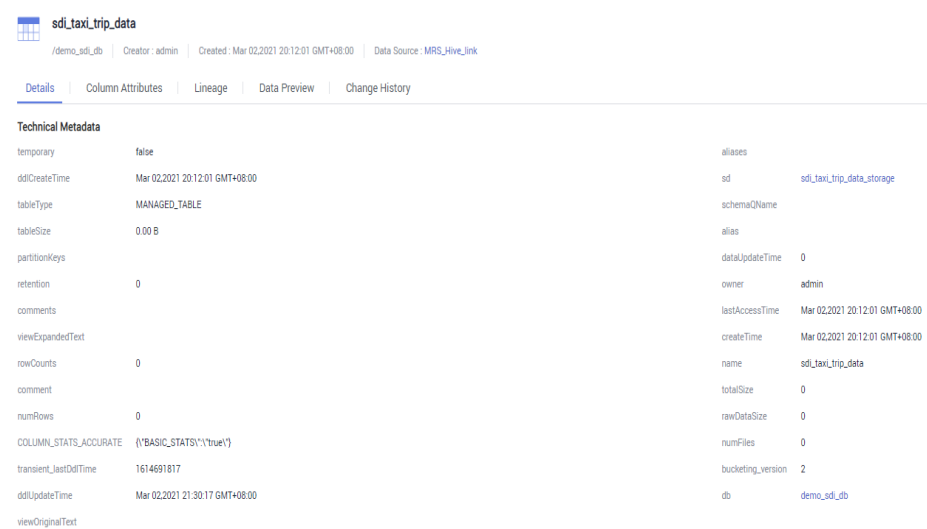 sdi_taxi_trip_data
/demo_sdi_db Creator : admin Created : Mar 02,2021 20:12:01 GMT+08:00 Data Source : MRS_Hive_link
Details Column Attributes Lineage Data Preview Change History
Technical Metadata
temporary false aliases
ddlCreateTime Mar 02,2021 20:12:01 GMT+08:00 sd sdi_taxi_trip_data_storage
tableType MANAGED_TABLE schemaQName
tableSize 0.00 B alias
partitionKeys dataUpdateTime 0
retention 0 owner admin
comments lastAccessTime Mar 02,2021 20:12:01 GMT+08:00
viewExpandedText createTime Mar 02,2021 20:12:01 GMT+08:00
rowCounts 0 name sdi_taxi_trip_data
comment totalSize 0
numRows 0 rawDataSize 0
COLUMN_STATS_ACCURATE {\"BASIC_STATS\":\"true\"} numFiles 0
transient_lastDdlTime 1614691817 bucketing_version 2
ddlUpdateTime Mar 02,2021 21:30:17 GMT+08:00 db demo_sdi_db
viewOriginalText